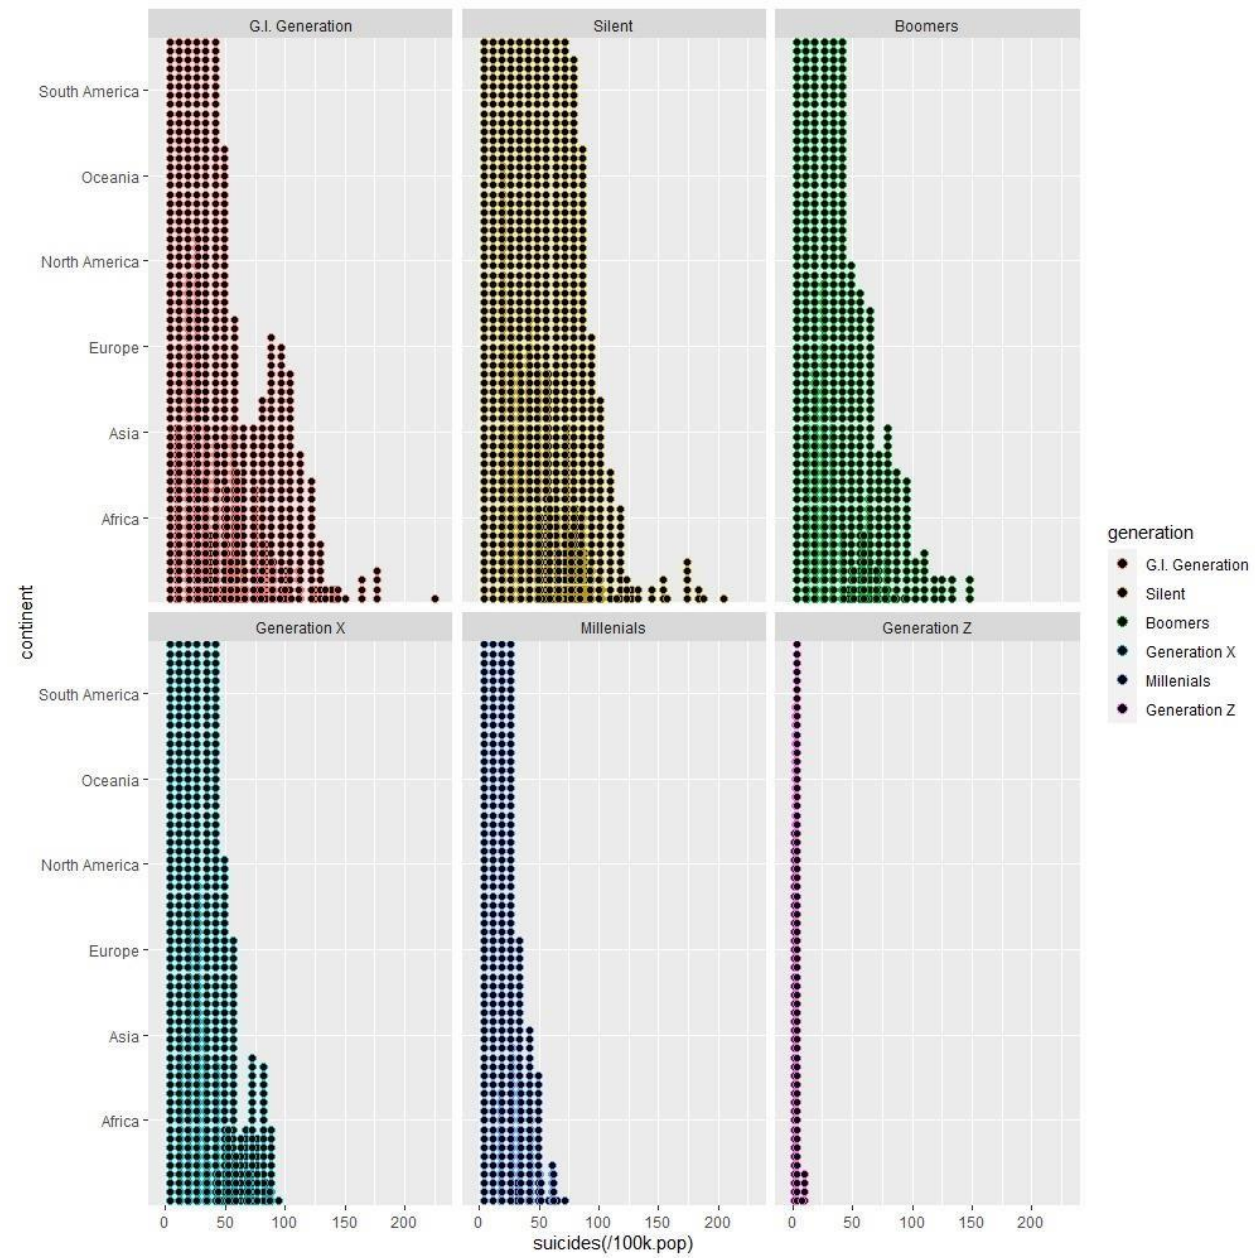 G.I. Generation Silent Boomers
South America
Oceania
North America
Europe
Asia
Africa
Generation X Millenials Generation Z
South America
Oceania
North America
Europe
Asia
Africa
0 50 100 150 200 0 50 100 150 200 0 50 100 150 200
suicides(/100k.pop)
continent
generation
G.I. Generation
Silent
Boomers
Generation X
Millenials
Generation Z